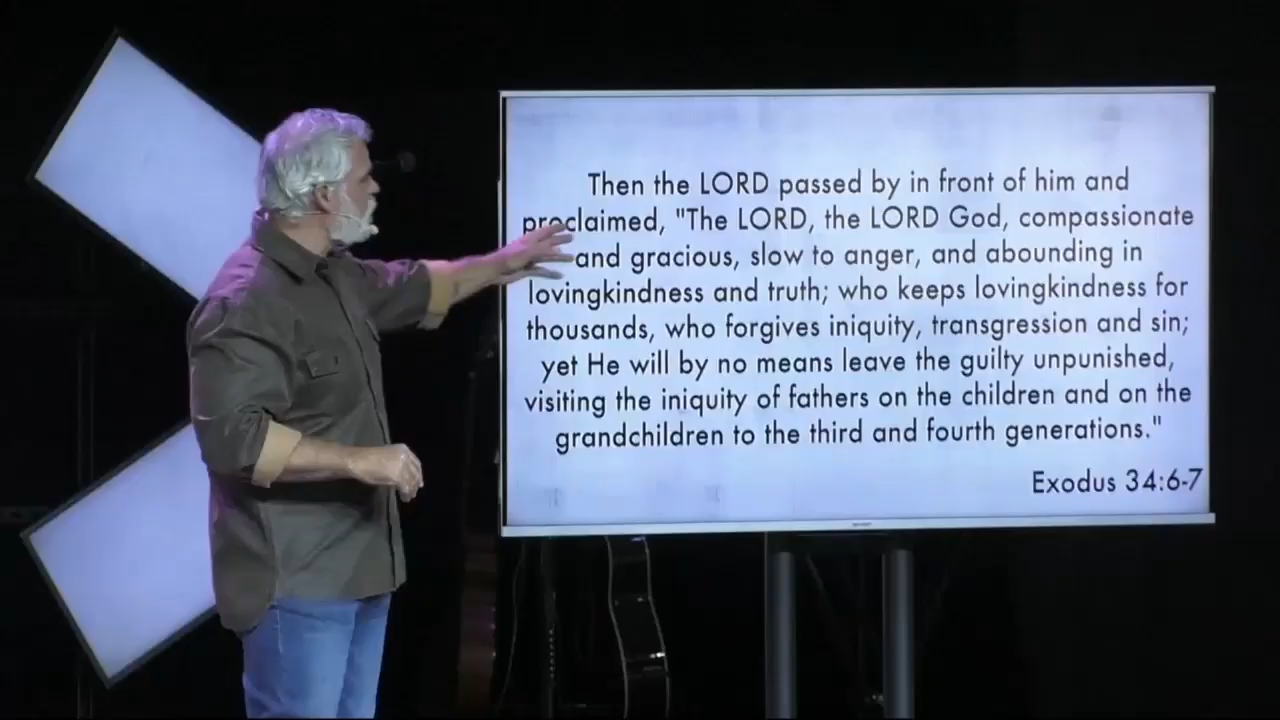 Then the LORD passed by in front of him and
proclaimed, "The LORD, the LORD God, compassionate
and gracious, slow to anger, and abounding in
lovingkindness and truth; who keeps lovingkindness for
thousands, who forgives iniquity, transgression and sin;
yet He will by no means leave the guilty unpunished,
visiting the iniquity of fathers on the children and on the
grandchildren to the third and fourth generations."
Exodus 34:6-7